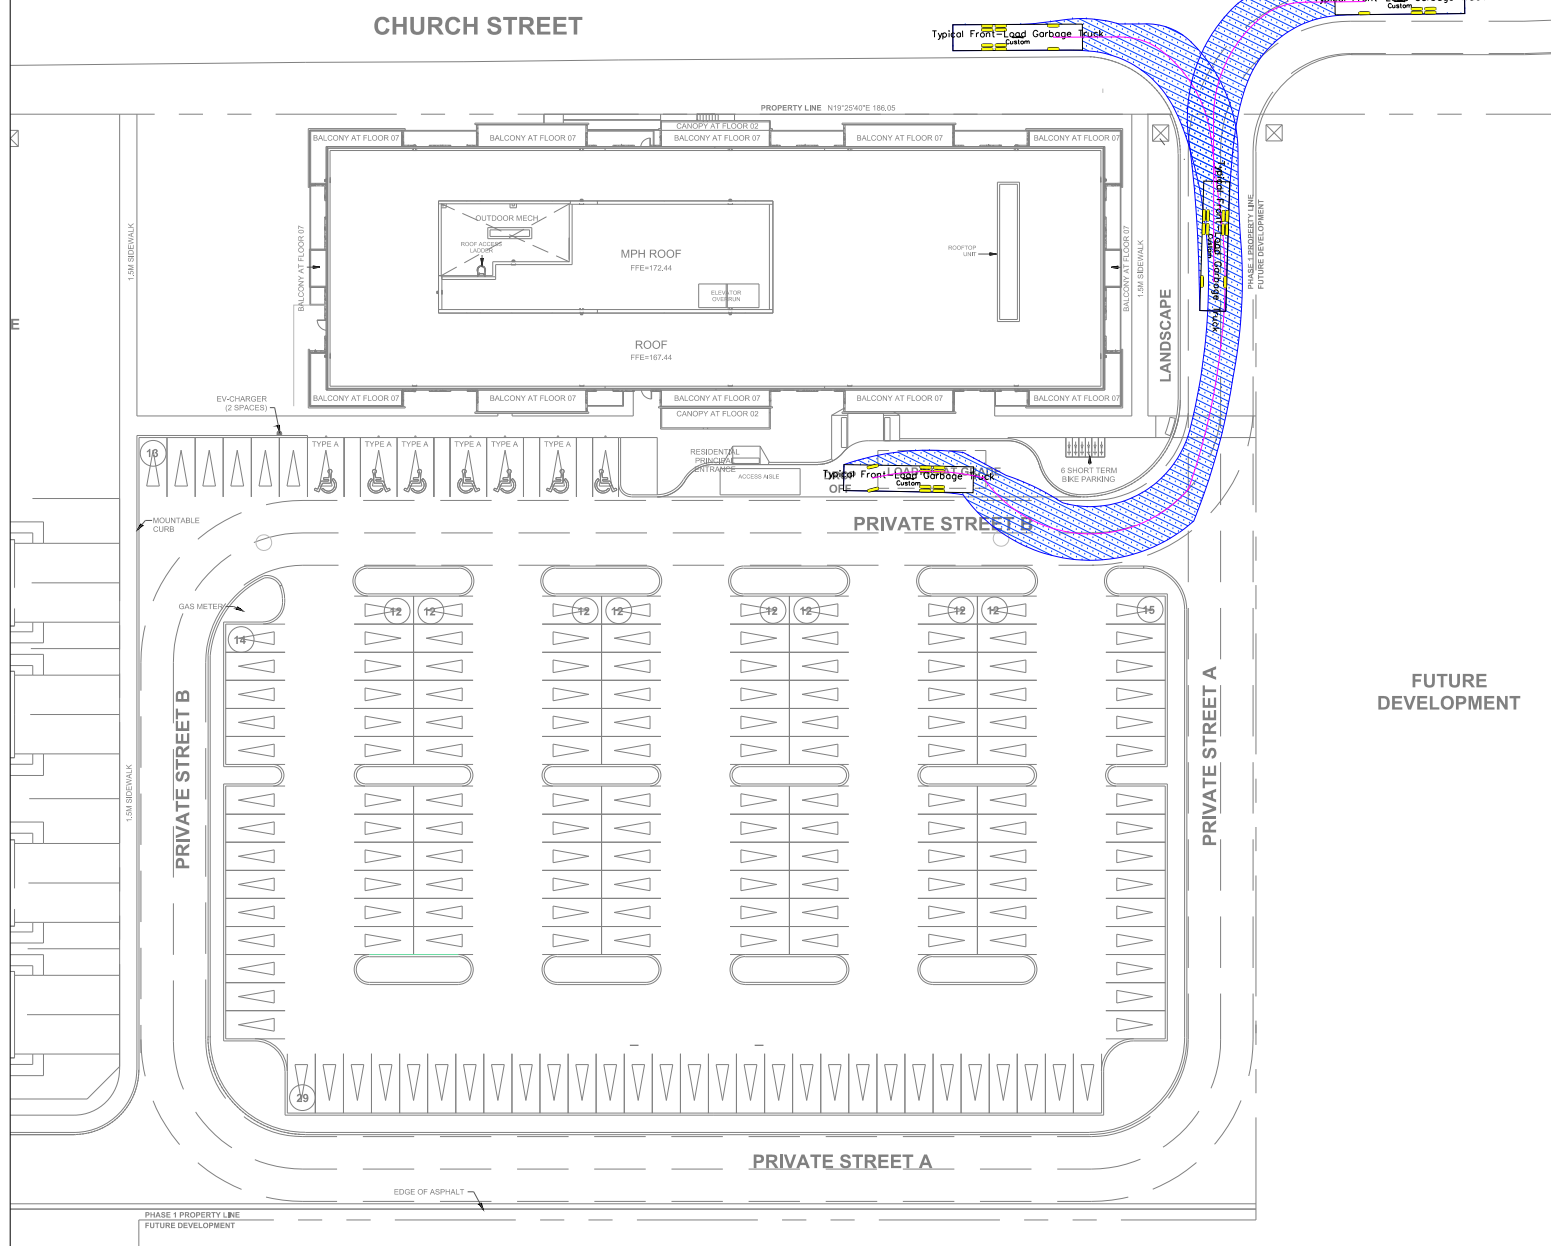 CHURCH STREET
Typical Front-Load Garbage Truck
Custom
Custom
PROPERTY LINE N19°25'40"E 186.05
CANOPY AT FLOOR 02
BALCONY AT FLOOR 07
BALCONY AT FLOOR 07
BALCONY AT FLOOR 07
BALCONY AT FLOOR 07
BALCONY AT FLOOR 07
1.5M SIDEWALK
BALCONY AT FLOOR 07
OUTDOOR MECH
ROOF ACCESS
LADDER
MPH ROOF
FFE=172.44
ELEVATOR
OVERRUN
ROOFTOP
UNIT
BALCONY AT FLOOR 07
1.5M SIDEWALK
LANDSCAPE
Typical Front-Load Garbage Truck
Custom
PHASE 1 PROPERTY LINE
FUTURE DEVELOPMENT
E
ROOF
FFE=167.44
BALCONY AT FLOOR 07
BALCONY AT FLOOR 07
BALCONY AT FLOOR 07
BALCONY AT FLOOR 07
BALCONY AT FLOOR 07
CANOPY AT FLOOR 02
EV-CHARGER
(2 SPACES)
13
TYPE A
TYPE A
TYPE A
TYPE A
TYPE A
TYPE A
RESIDENTIAL
PRINCIPAL
ENTRANCE
ACCESS AISLE
Typical Front-Load Garbage Truck
Custom
OFF
6 SHORT TERM
BIKE PARKING
MOUNTABLE
CURB
PRIVATE STREET B
GAS METER
14
12
12
12
12
12
12
12
12
15
PRIVATE STREET B
PRIVATE STREET A
FUTURE
DEVELOPMENT
1.5M SIDEWALK
29
PRIVATE STREET A
EDGE OF ASPHALT
PHASE 1 PROPERTY LINE
FUTURE DEVELOPMENT